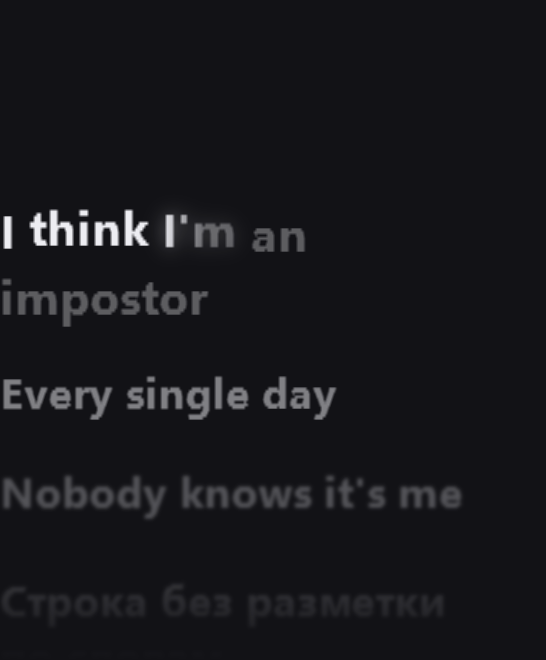 I think I'm an
impostor
Every single day
Nobody knows it's me
Строка без разметки